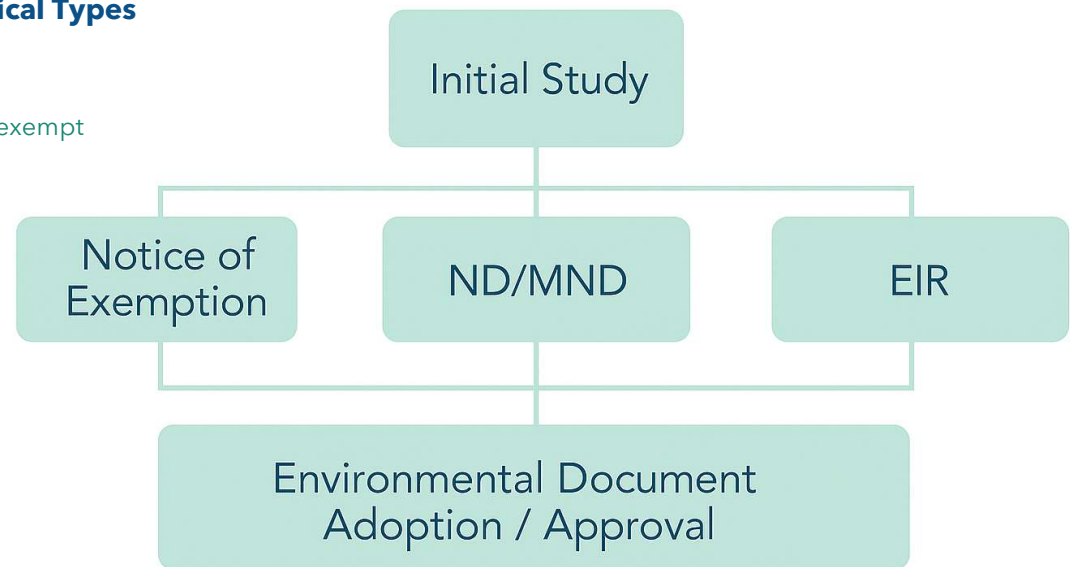 ical Types
exempt
Initial Study
Notice of
Exemption
ND/MND
EIR
Environmental Document
Adoption / Approval